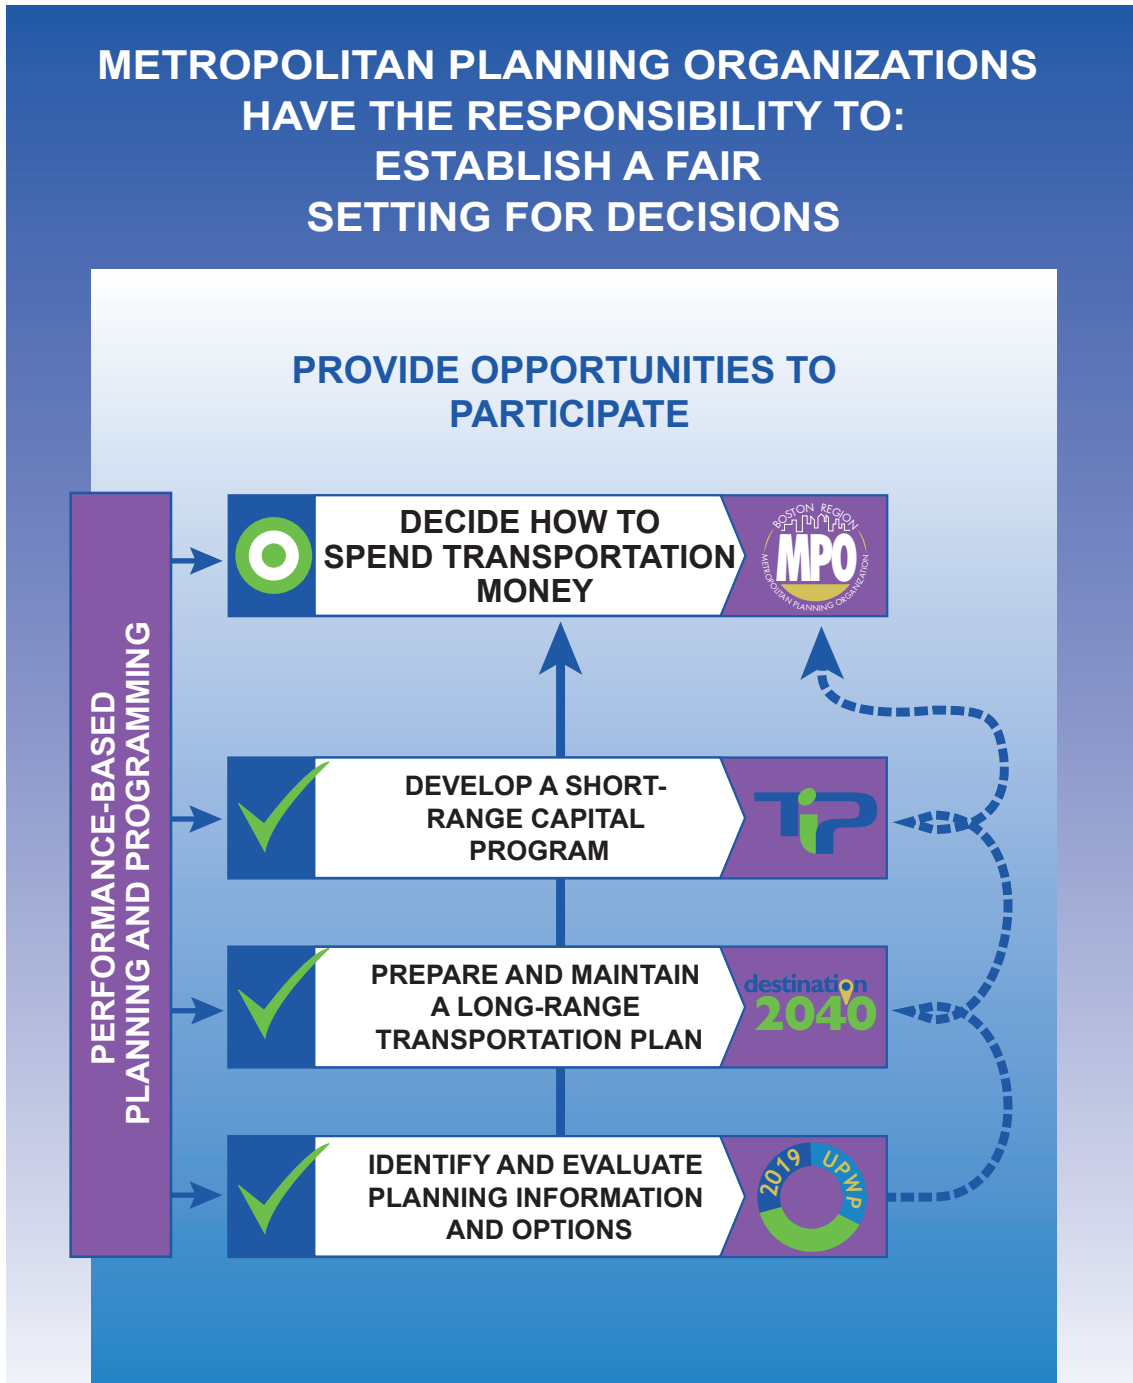 METROPOLITAN PLANNING ORGANIZATIONS
HAVE THE RESPONSIBILITY TO:
ESTABLISH A FAIR
SETTING FOR DECISIONS
PROVIDE OPPORTUNITIES TO
PARTICIPATE
PERFORMANCE-BASED
PLANNING AND PROGRAMMING
DECIDE HOW TO
SPEND TRANSPORTATION
MONEY
BOSTON REGION
MPO
METROPOLITAN PLANNING ORGANIZATION
DEVELOP A SHORT-
RANGE CAPITAL
PROGRAM
TiP
PREPARE AND MAINTAIN
A LONG-RANGE
TRANSPORTATION PLAN
destination
2040
IDENTIFY AND EVALUATE
PLANNING INFORMATION
AND OPTIONS
2019 UPWP